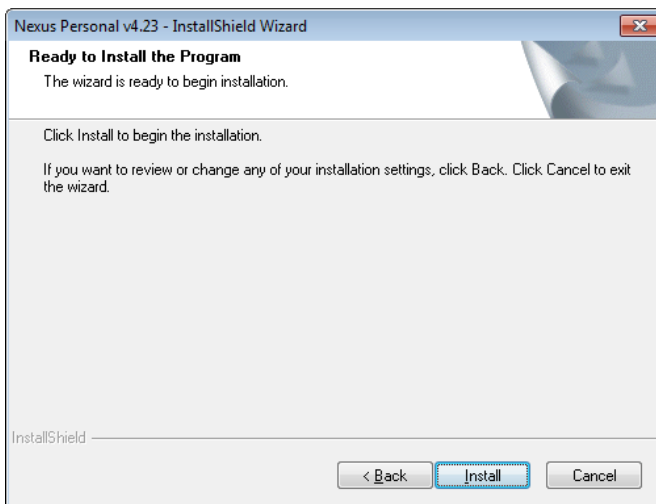 Nexus Personal v4.23 - InstallShield Wizard
Ready to Install the Program
The wizard is ready to begin installation.
Click Install to begin the installation.
If you want to review or change any of your installation settings, click Back. Click Cancel to exit
the wizard.
InstallShield
< Back
Install
Cancel